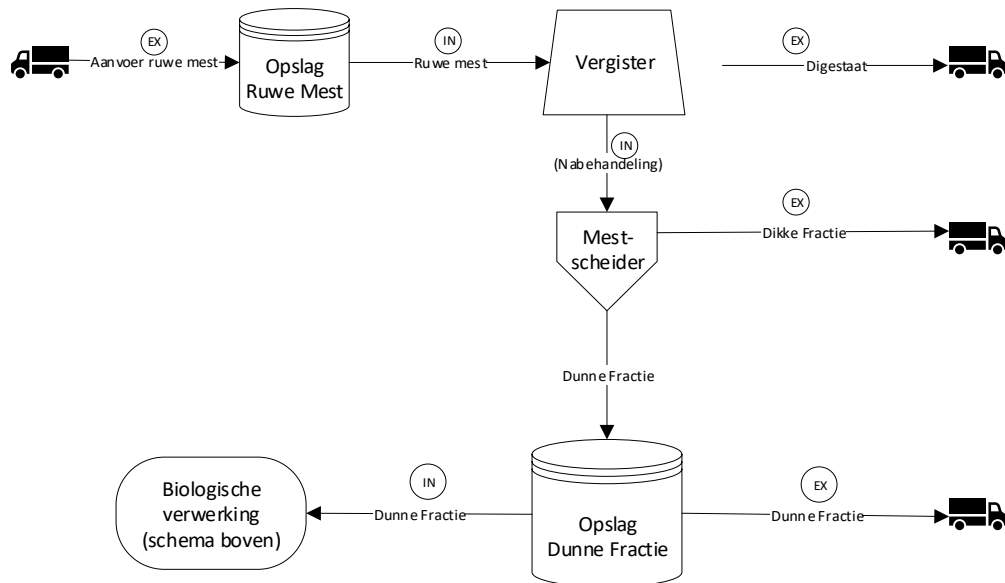 EX
Aanvoer ruwe mest
Opslag
Ruwe Mest
IN
Ruwe mest
Vergister
EX
Digestaat
IN
(Nabehandeling)
Mest-
scheider
EX
Dikke Fractie
Dunne Fractie
Biologische
verwerking
(schema boven)
IN
Dunne Fractie
Opslag
Dunne Fractie
EX
Dunne Fractie